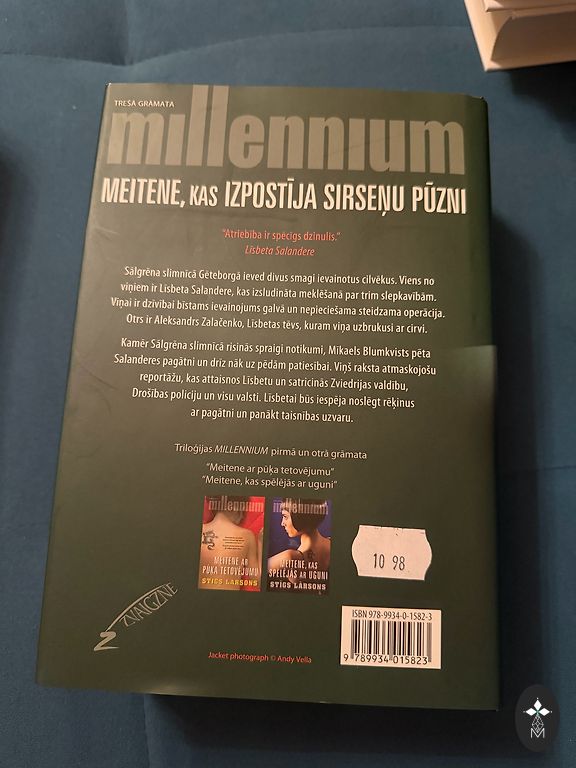 TREŠĀ GRĀMATA
millennium
MEITENE, KAS IZPOSTĪJA SIRSEŅU PŪZNI
"Atriebība ir spēcīgs dzinulis."
Lisbeta Salandere
Sālgrēna slimnīcā Gēteborgā ieved divus smagi ievainotus cilvēkus. Viens no
viņiem ir Lisbeta Salandere, kas izsludināta meklēšanā par trim slepkavībām.
Viņai ir dzīvībai bīstams ievainojums galvā un nepieciešama steidzama operācija.
Otrs ir Aleksandrs Zalačenko, Lisbetas tēvs, kuram viņa uzbrukusi ar cirvi.
Kamēr Sālgrēna slimnīcā risinās spraigi notikumi, Mikaels Blumkvists pēta
Salanderes pagātni un drīz nāk uz pēdām patiesībai. Viņš raksta atmaskojošu
reportāžu, kas attaisnos Lisbetu un satricinās Zviedrijas valdību,
Drošības policiju un visu valsti. Lisbetai būs iespēja noslēgt rēķinus
ar pagātni un panākt taisnības uzvaru.
Triloģijas MILLENNIUM pirmā un otrā grāmata
"Meitene ar pūķa tetovējumu"
"Meitene, kas spēlējās ar uguni"
millennium
MEITENE AR
PŪĶA TETOVĒJUMU
STĪGS LARSONS
millennium
MEITENE, KAS
SPĒLĒJĀS AR UGUNI
STĪGS LARSONS
10 98
ZVAIGZNE
ISBN 978-9934-0-1582-3
9 789934 015823
Jacket photograph © Andy Vella
M